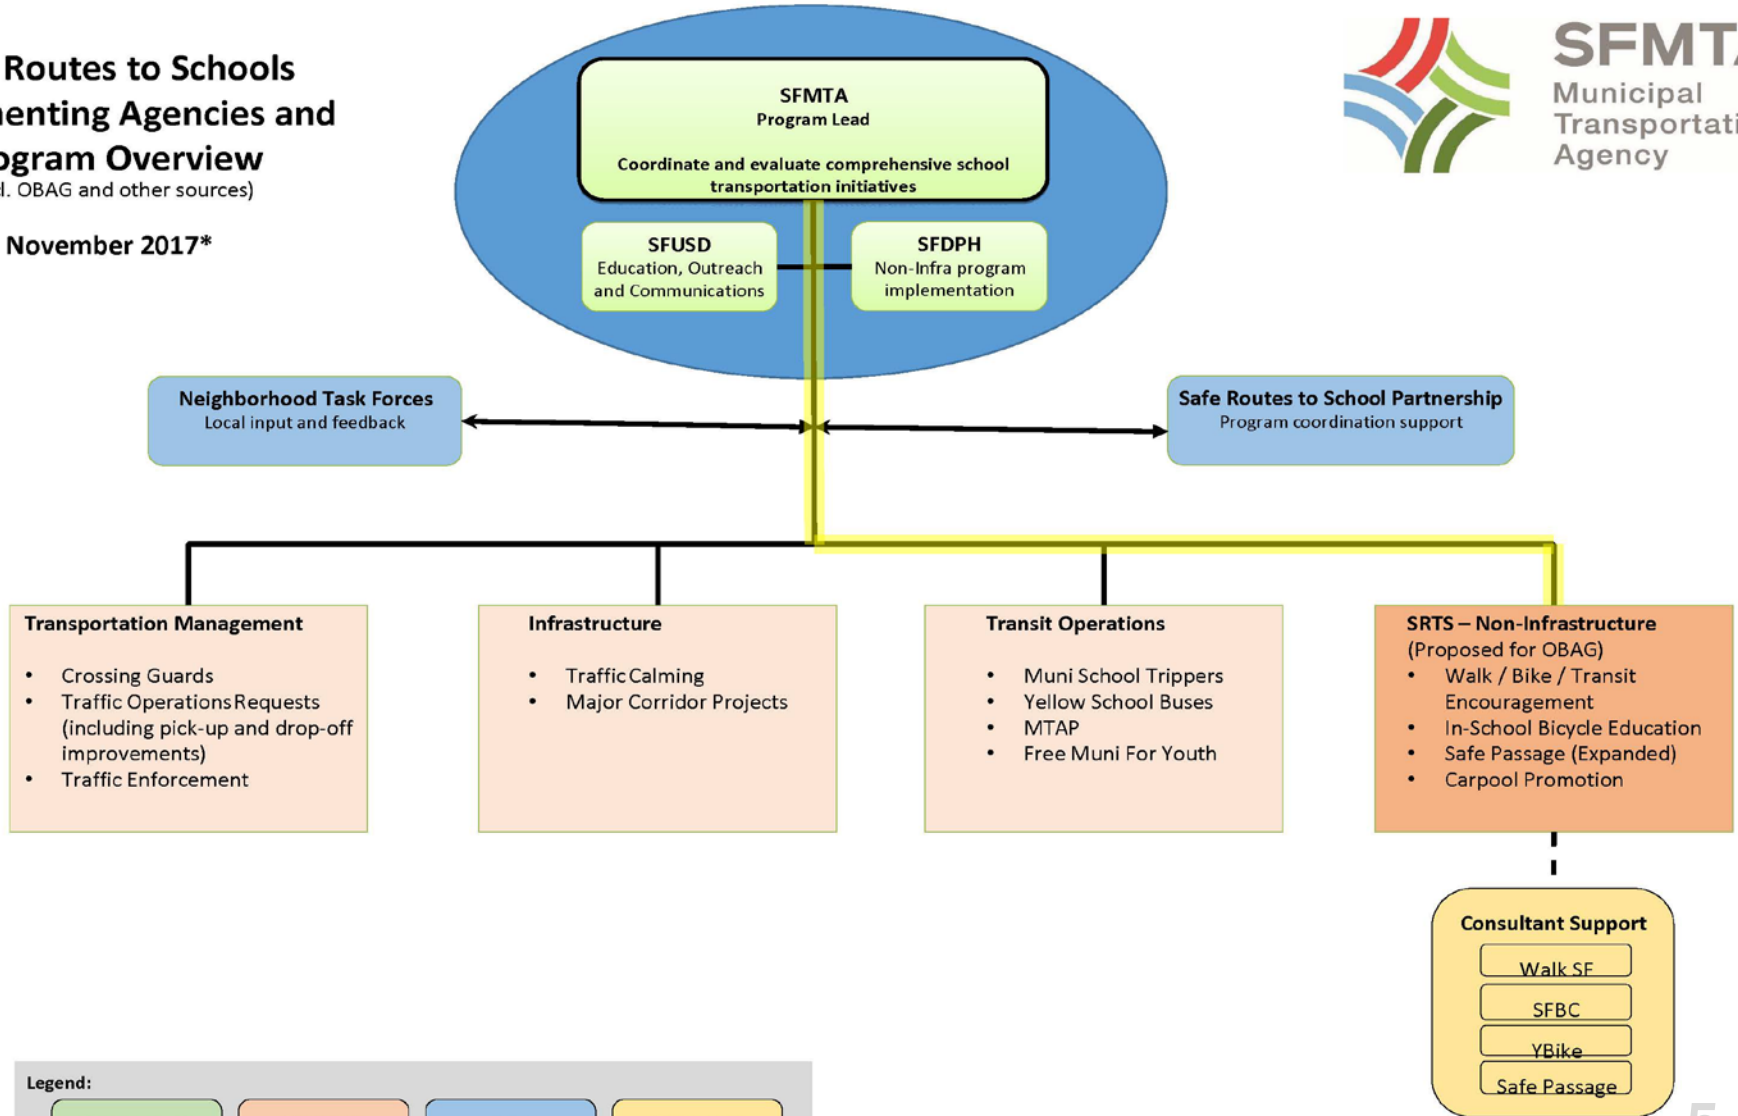 Routes to Schools
Agencies and
Program Overview
OBAG and other sources)
November 2017*
SFMTA
Program Lead
Coordinate and evaluate comprehensive school
transportation initiatives
SFUSD
Education, Outreach
and Communications
SFDPH
Non-Infra program
implementation
SFMTA
Municipal
Transportati
Agency
Neighborhood Task Forces
Local input and feedback
Safe Routes to School Partnership
Program coordination support
Transportation Management
• Crossing Guards
• Traffic Operations Requests
(including pick-up and drop-off
improvements)
• Traffic Enforcement
Infrastructure
• Traffic Calming
• Major Corridor Projects
Transit Operations
• Muni School Trippers
• Yellow School Buses
• MTAP
• Free Muni For Youth
SRTS – Non-Infrastructure
(Proposed for OBAG)
• Walk / Bike / Transit
Encouragement
• In-School Bicycle Education
• Safe Passage (Expanded)
• Carpool Promotion
Consultant Support
Walk SF
SFBC
YBike
Safe Passage
Legend: